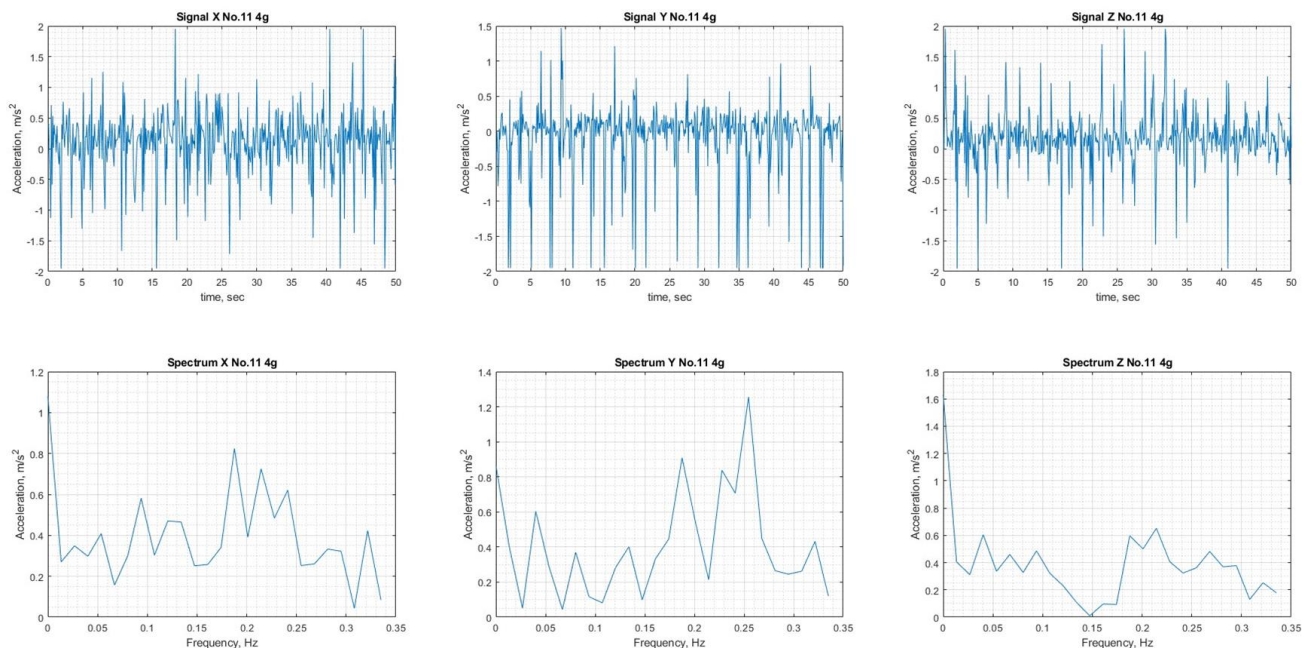 Signal X No.11 4g
Acceleration, m/s²
2
1.5
1
0.5
0
-0.5
-1
-1.5
-2
0 5 10 15 20 25 30 35 40 45 50
time, sec
Signal Y No.11 4g
Acceleration, m/s²
1.5
1
0.5
0
-0.5
-1
-1.5
-2
0 5 10 15 20 25 30 35 40 45 50
time, sec
Signal Z No.11 4g
Acceleration, m/s²
2
1.5
1
0.5
0
-0.5
-1
-1.5
-2
0 5 10 15 20 25 30 35 40 45 50
time, sec
Spectrum X No.11 4g
Acceleration, m/s²
1.2
1
0.8
0.6
0.4
0.2
0
0 0.05 0.1 0.15 0.2 0.25 0.3 0.35
Frequency, Hz
Spectrum Y No.11 4g
Acceleration, m/s²
1.4
1.2
1
0.8
0.6
0.4
0.2
0
0 0.05 0.1 0.15 0.2 0.25 0.3 0.35
Frequency, Hz
Spectrum Z No.11 4g
Acceleration, m/s²
1.8
1.6
1.4
1.2
1
0.8
0.6
0.4
0.2
0
0 0.05 0.1 0.15 0.2 0.25 0.3 0.35
Frequency, Hz